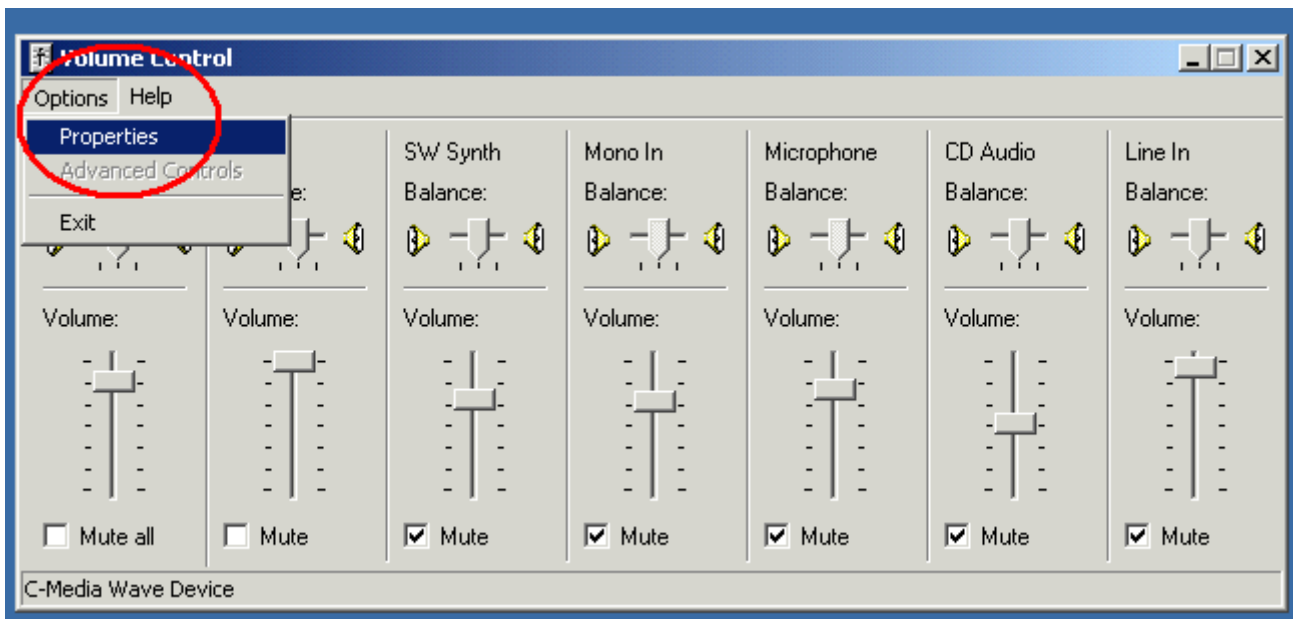 Volume Control
Options Help
Properties
Advanced Controls
Exit
SW Synth Mono In Microphone CD Audio Line In
Balance: Balance: Balance: Balance: Balance:
Volume: Volume: Volume: Volume: Volume: Volume: Volume:
Mute all Mute Mute Mute Mute Mute Mute
C-Media Wave Device